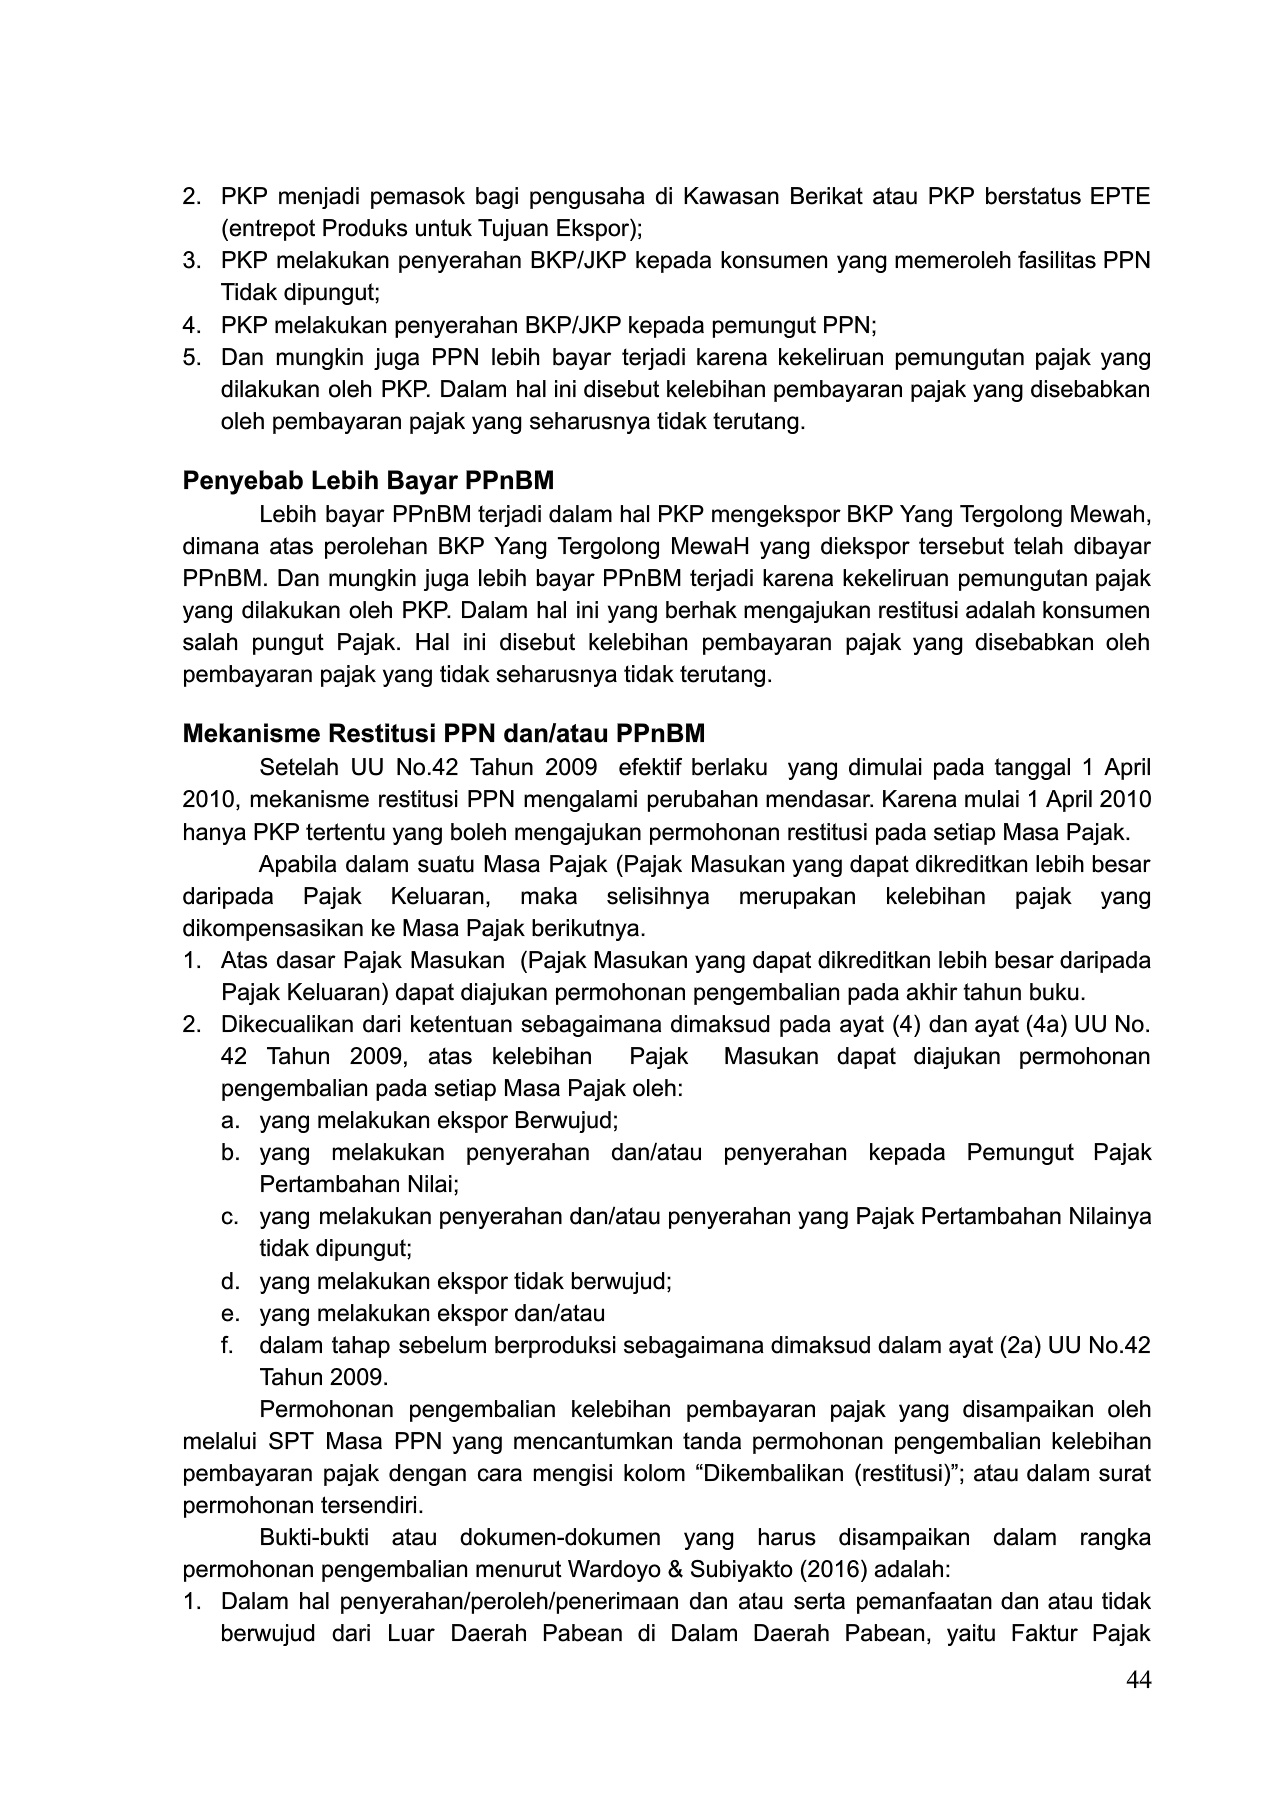 2. PKP menjadi pemasok bagi pengusaha di Kawasan Berikat atau PKP berstatus EPTE
(entrepot Produks untuk Tujuan Ekspor);
3. PKP melakukan penyerahan BKP/JKP kepada konsumen yang memeroleh fasilitas PPN
Tidak dipungut;
4. PKP melakukan penyerahan BKP/JKP kepada pemungut PPN;
5. Dan mungkin juga PPN lebih bayar terjadi karena kekeliruan pemungutan pajak yang
dilakukan oleh PKP. Dalam hal ini disebut kelebihan pembayaran pajak yang disebabkan
oleh pembayaran pajak yang seharusnya tidak terutang.
Penyebab Lebih Bayar PPnBM
Lebih bayar PPnBM terjadi dalam hal PKP mengekspor BKP Yang Tergolong Mewah,
dimana atas perolehan BKP Yang Tergolong MewaH yang diekspor tersebut telah dibayar
PPnBM. Dan mungkin juga lebih bayar PPnBM terjadi karena kekeliruan pemungutan pajak
yang dilakukan oleh PKP. Dalam hal ini yang berhak mengajukan restitusi adalah konsumen
salah pungut Pajak. Hal ini disebut kelebihan pembayaran pajak yang disebabkan oleh
pembayaran pajak yang tidak seharusnya tidak terutang.
Mekanisme Restitusi PPN dan/atau PPnBM
Setelah UU No.42 Tahun 2009 efektif berlaku yang dimulai pada tanggal 1 April
2010, mekanisme restitusi PPN mengalami perubahan mendasar. Karena mulai 1 April 2010
hanya PKP tertentu yang boleh mengajukan permohonan restitusi pada setiap Masa Pajak.
Apabila dalam suatu Masa Pajak (Pajak Masukan yang dapat dikreditkan lebih besar
daripada Pajak Keluaran, maka selisihnya merupakan kelebihan pajak yang
dikompensasikan ke Masa Pajak berikutnya.
1. Atas dasar Pajak Masukan (Pajak Masukan yang dapat dikreditkan lebih besar daripada
Pajak Keluaran) dapat diajukan permohonan pengembalian pada akhir tahun buku.
2. Dikecualikan dari ketentuan sebagaimana dimaksud pada ayat (4) dan ayat (4a) UU No.
42 Tahun 2009, atas kelebihan Pajak Masukan dapat diajukan permohonan
pengembalian pada setiap Masa Pajak oleh:
a. yang melakukan ekspor Berwujud;
b. yang melakukan penyerahan dan/atau penyerahan kepada Pemungut Pajak
Pertambahan Nilai;
c. yang melakukan penyerahan dan/atau penyerahan yang Pajak Pertambahan Nilainya
tidak dipungut;
d. yang melakukan ekspor tidak berwujud;
e. yang melakukan ekspor dan/atau
f. dalam tahap sebelum berproduksi sebagaimana dimaksud dalam ayat (2a) UU No.42
Tahun 2009.
Permohonan pengembalian kelebihan pembayaran pajak yang disampaikan oleh
melalui SPT Masa PPN yang mencantumkan tanda permohonan pengembalian kelebihan
pembayaran pajak dengan cara mengisi kolom “Dikembalikan (restitusi)”; atau dalam surat
permohonan tersendiri.
Bukti-bukti atau dokumen-dokumen yang harus disampaikan dalam rangka
permohonan pengembalian menurut Wardoyo & Subiyakto (2016) adalah:
1. Dalam hal penyerahan/peroleh/penerimaan dan atau serta pemanfaatan dan atau tidak
berwujud dari Luar Daerah Pabean di Dalam Daerah Pabean, yaitu Faktur Pajak
44